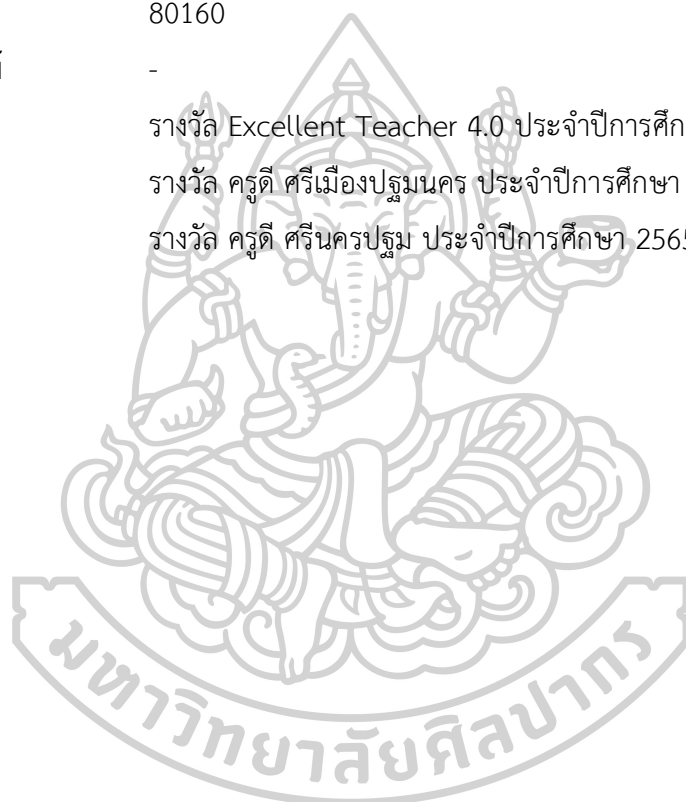 80160
-
รางวัล Excellent Teacher 4.0 ประจำปีการศึก
รางวัล ครูดี ศรีเมืองปฐมนคร ประจำปีการศึกษา
รางวัล ครูดี ศรีนครปฐม ประจำปีการศึกษา 2565
มหาวิทยาลัยศิลปากร